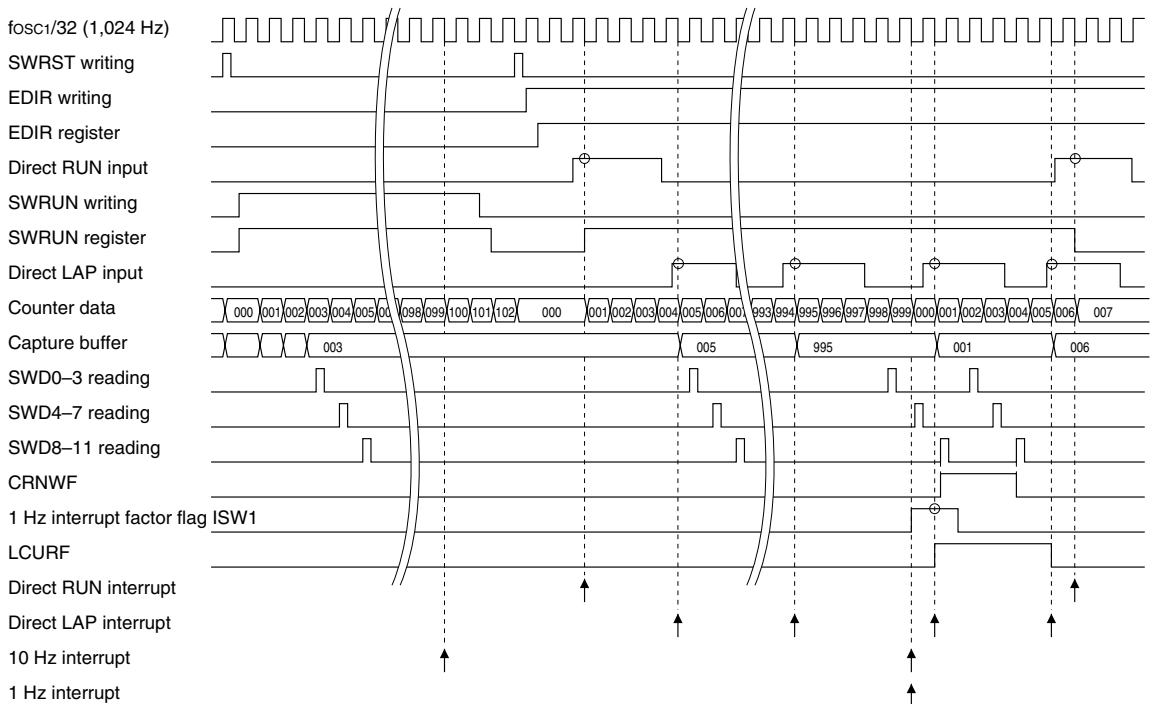 fOSC1/32 (1,024 Hz)
SWRST writing
EDIR writing
EDIR register
Direct RUN input
SWRUN writing
SWRUN register
Direct LAP input
Counter data 000 001 002 003 004 005 098 099 100 101 102 000 001 002 003 004 005 006 993 994 995 996 997 998 999 000 001 002 003 004 005 006 007
Capture buffer 003 005 995 001 006
SWD0–3 reading
SWD4–7 reading
SWD8–11 reading
CRNWF
1 Hz interrupt factor flag ISW1
LCURF
Direct RUN interrupt
Direct LAP interrupt
10 Hz interrupt
1 Hz interrupt